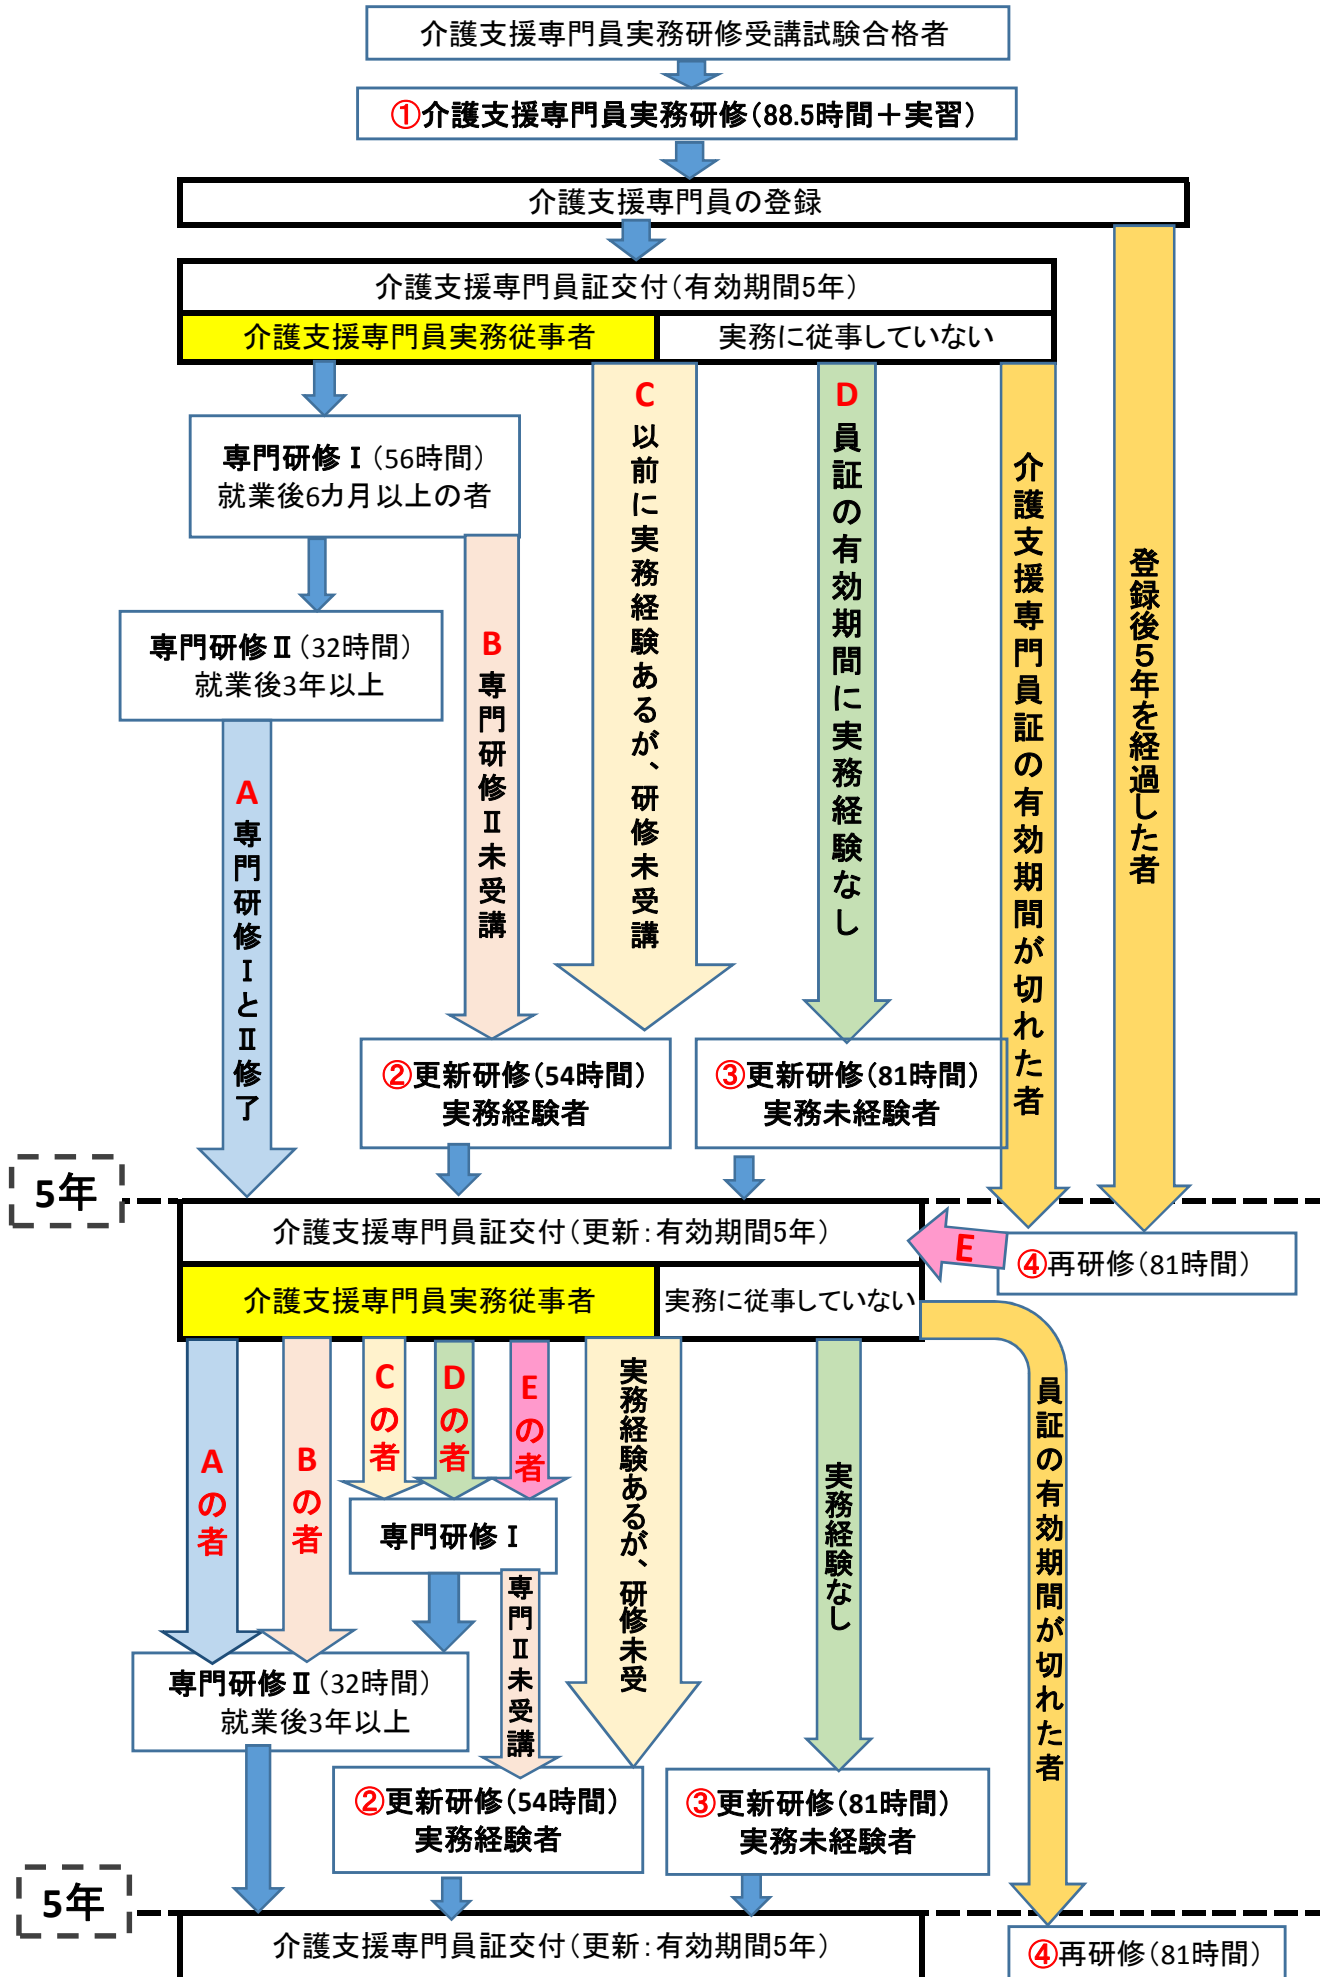 介護支援専門員実務研修受講試験合格者
①介護支援専門員実務研修(88.5時間＋実習)
介護支援専門員の登録
介護支援専門員証交付(有効期間5年)
介護支援専門員実務従事者
実務に従事していない
専門研修Ⅰ(56時間)
就業後6カ月以上の者
専門研修Ⅱ(32時間)
就業後3年以上
A専門研修ⅠとⅡ修了
B専門研修Ⅱ未受講
C以前に実務経験あるが、研修未受講
D員証の有効期間に実務経験なし
介護支援専門員証の有効期間が切れた者
登録後５年を経過した者
②更新研修(54時間)
実務経験者
③更新研修(81時間)
実務未経験者
5年
介護支援専門員証交付(更新：有効期間5年)
E
④再研修(81時間)
介護支援専門員実務従事者
実務に従事していない
Aの者
Bの者
Cの者
Dの者
Eの者
実務経験あるが、研修未受
実務経験なし
員証の有効期間が切れた者
専門研修Ⅰ
専門Ⅱ未受講
専門研修Ⅱ(32時間)
就業後3年以上
②更新研修(54時間)
実務経験者
③更新研修(81時間)
実務未経験者
5年
介護支援専門員証交付(更新：有効期間5年)
④再研修(81時間)